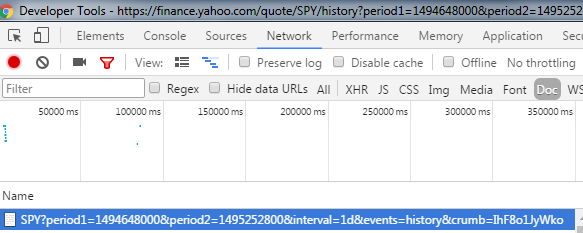 Developer Tools - https://finance.yahoo.com/quote/SPY/history?period1=1494648000&period2=1495252
Elements Console Sources Network Performance Memory Application Secu
View: Preserve log Disable cache Offline No throttling
Filter Regex Hide data URLs All XHR JS CSS Img Media Font Doc WS
50000 ms 100000 ms 150000 ms 200000 ms 250000 ms 300000 ms 350000 ms
Name
SPY?period1=1494648000&period2=1495252800&interval=1d&events=history&crumb=IhF8o1JyWko